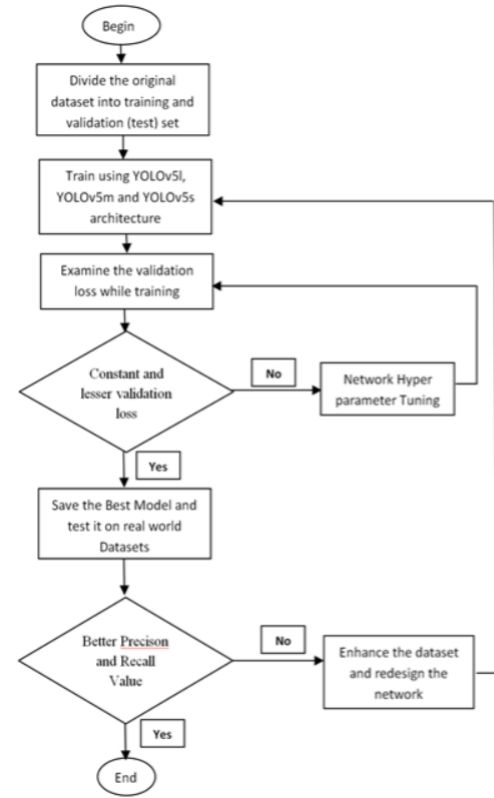 Begin
Divide the original
dataset into training and
validation (test) set
Train using YOLOv5l,
YOLOv5m and YOLOv5s
architecture
Examine the validation
loss while training
Constant and
lesser validation
loss
No
Network Hyper
parameter Tuning
Yes
Save the Best Model and
test it on real world
Datasets
Better Precison
and Recall
Value
No
Enhance the dataset
and redesign the
network
Yes
End